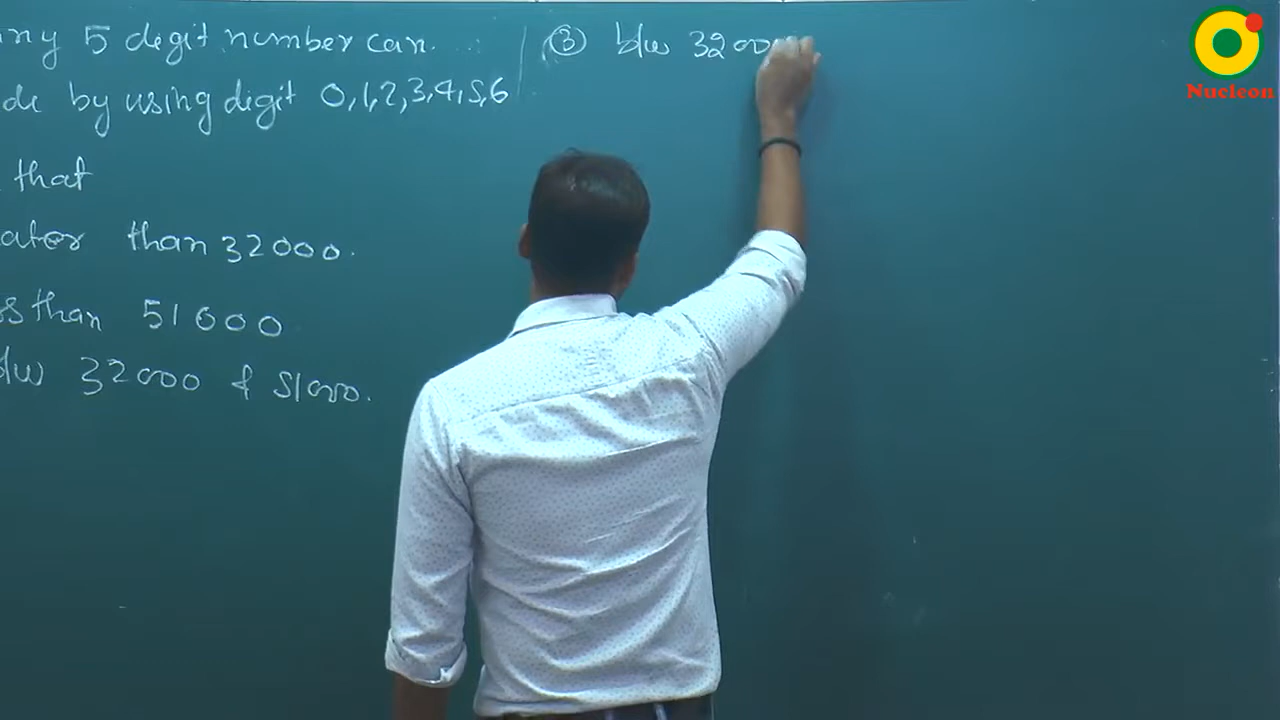 ny 5 digit number can.
de by using digit 0,1,2,3,4,5,6
that
ater than 32000.
s than 51000
b/w 32000 & 51000.
③ b/w 3200
Nucleon